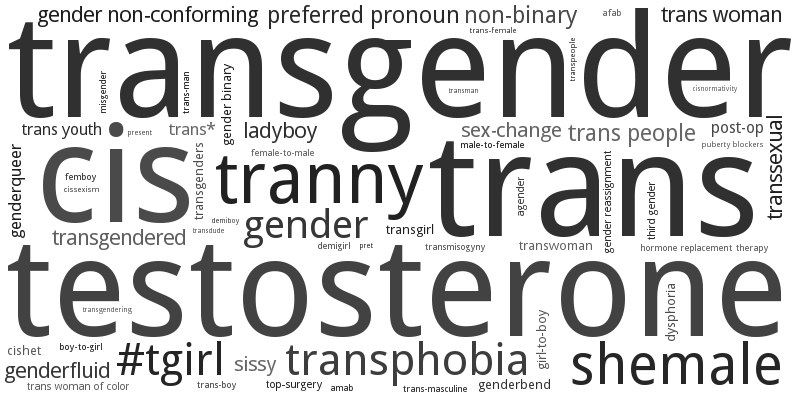 gender non-conforming
preferred pronoun
non-binary
afab
trans woman
trans-female
transgender
misgender
trans-man
gender binary
transman
transpeople
cisnormativity
trans youth
present
trans*
ladyboy
sex-change
trans people
post-op
transsexual
male-to-female
puberty blockers
female-to-male
genderqueer
cis
femboy
cissexism
transgenders
tranny
trans
agender
gender reassignment
third gender
demiboy
transdude
gender
transgirl
transgendered
demigirl
pret
transmisogyny
transwoman
hormone replacement therapy
testosterone
transgendering
dysphoria
girl-to-boy
cishet
boy-to-girl
#tgirl
sissy
transphobia
shemale
genderfluid
trans woman of color
trans-boy
top-surgery
amab
trans-masculine
genderbend